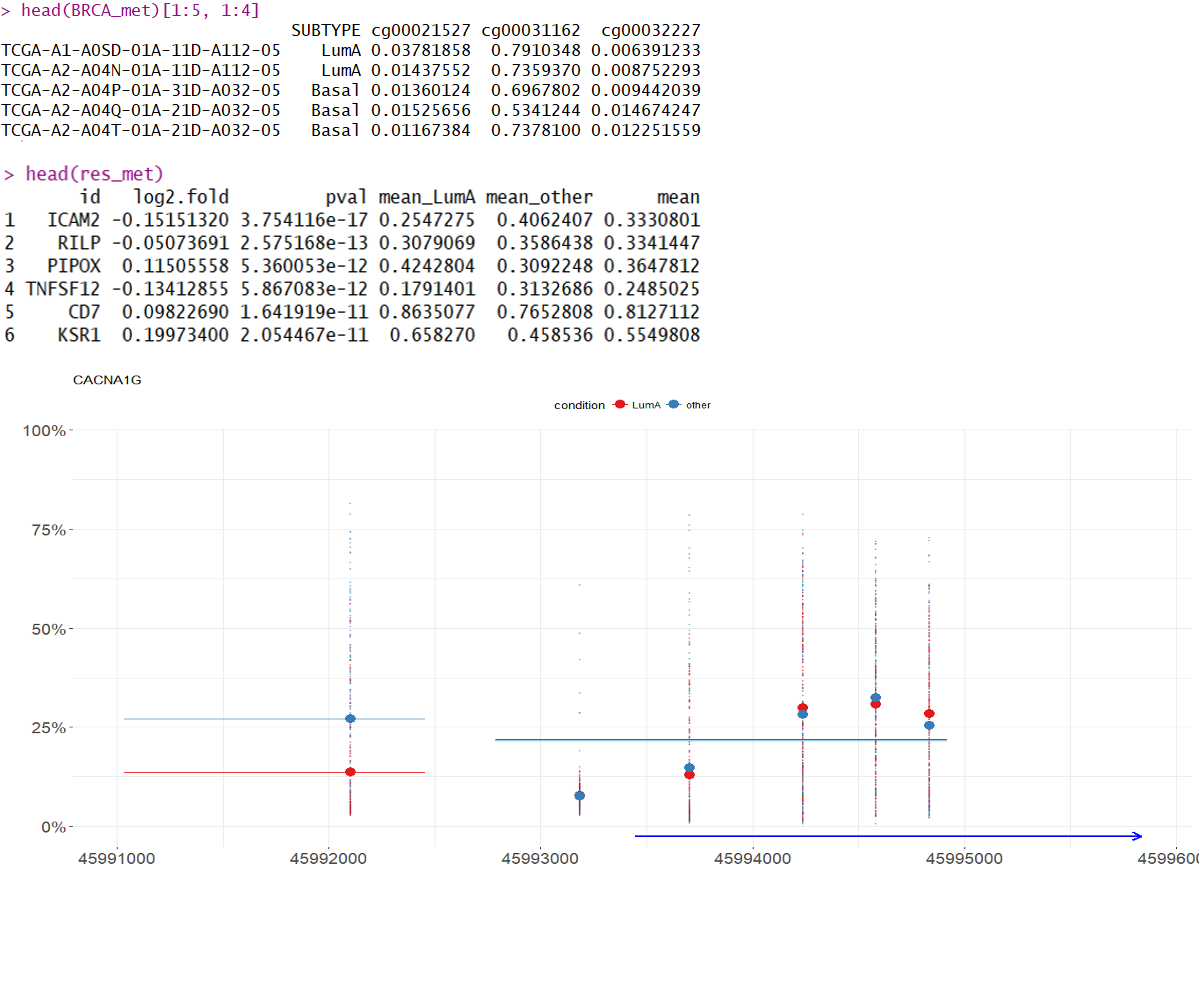 > head(BRCA_met)[1:5, 1:4]
SUBTYPE cg00021527 cg00031162 cg00032227
TCGA-A1-A0SD-01A-11D-A112-05 LumA 0.03781858 0.7910348 0.006391233
TCGA-A2-A04N-01A-11D-A112-05 LumA 0.01437552 0.7359370 0.008752293
TCGA-A2-A04P-01A-31D-A032-05 Basal 0.01360124 0.6967802 0.009442039
TCGA-A2-A04Q-01A-21D-A032-05 Basal 0.01525656 0.5341244 0.014674247
TCGA-A2-A04T-01A-21D-A032-05 Basal 0.01167384 0.7378100 0.012251559
> head(res_met)
id log2.fold pval mean_LumA mean_other mean
1 ICAM2 -0.15151320 3.754116e-17 0.2547275 0.4062407 0.3330801
2 RILP -0.05073691 2.575168e-13 0.3079069 0.3586438 0.3341447
3 PIPOX 0.11505558 5.360053e-12 0.4242804 0.3092248 0.3647812
4 TNFSF12 -0.13412855 5.867083e-12 0.1791401 0.3132686 0.2485025
5 CD7 0.09822690 1.641919e-11 0.8635077 0.7652808 0.8127112
6 KSR1 0.19973400 2.054467e-11 0.658270 0.458536 0.5549808
CACNA1G
condition LumA other
100%
75%
50%
25%
0%
45991000 45992000 45993000 45994000 45995000 4599600